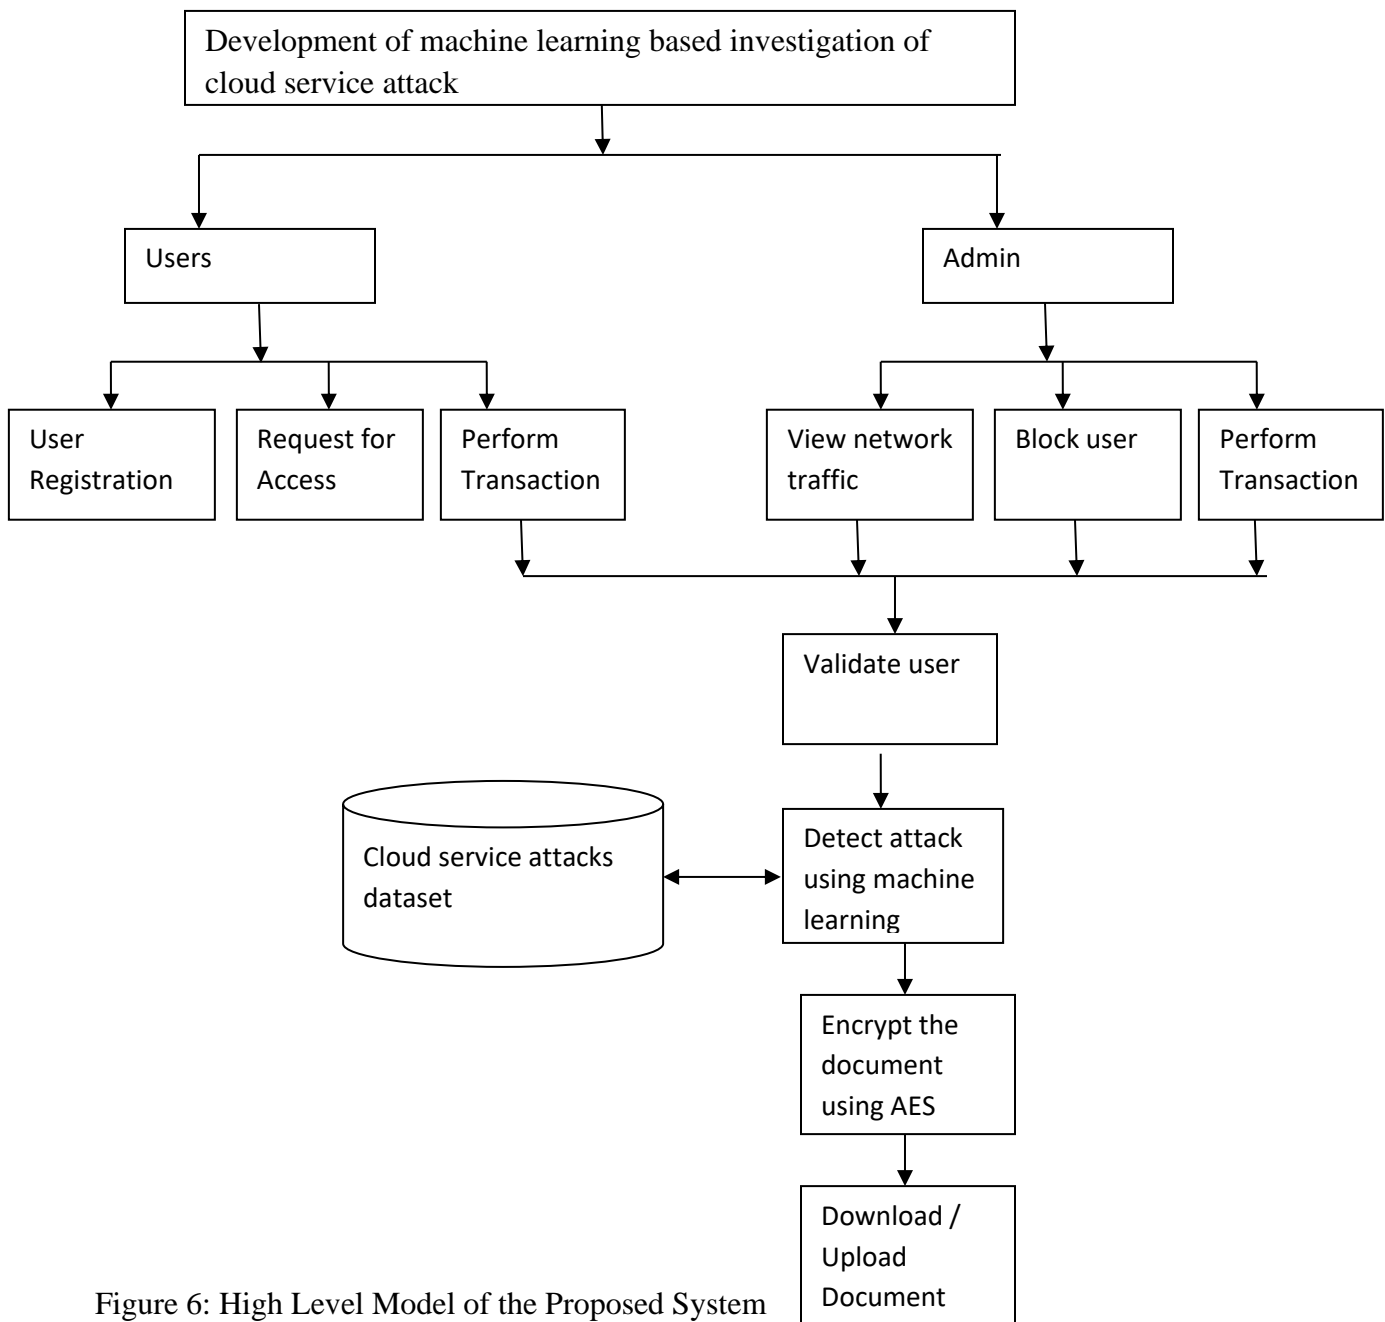 Development of machine learning based investigation of
cloud service attack
Users
Admin
User
Registration
Request for
Access
Perform
Transaction
View network
traffic
Block user
Perform
Transaction
Validate user
Cloud service attacks
dataset
Detect attack
using machine
learning
Encrypt the
document
using AES
Download /
Upload
Document
Figure 6: High Level Model of the Proposed System